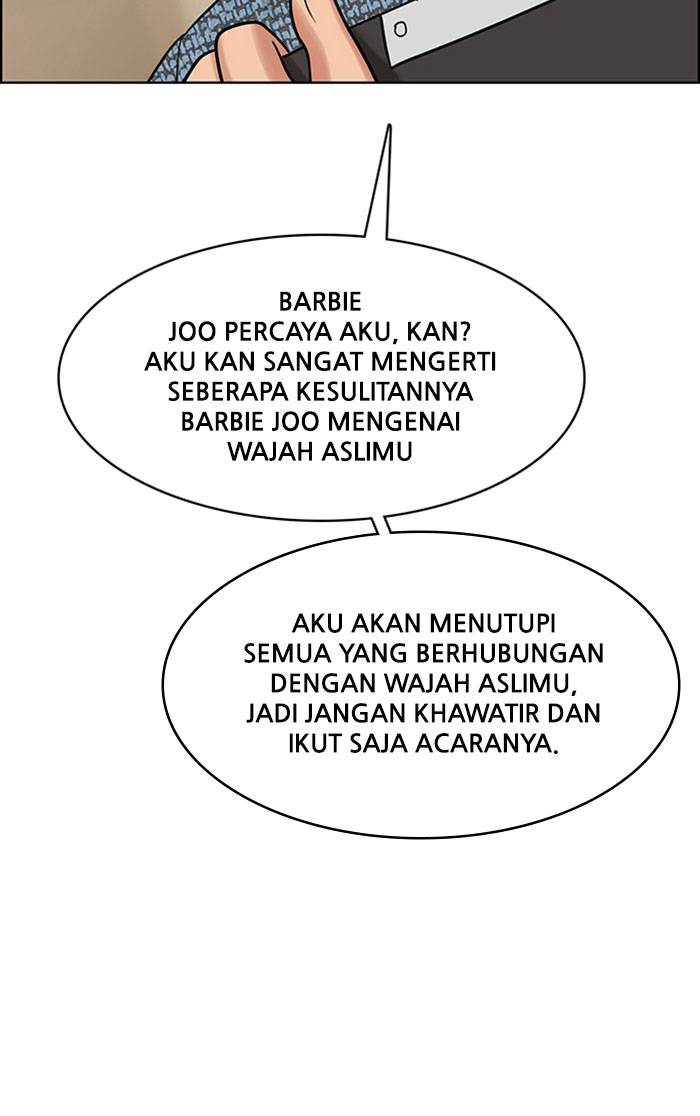 BARBIE
JOO PERCAYA AKU, KAN?
AKU KAN SANGAT MENGERTI
SEBERAPA KESULITANNYA
BARBIE JOO MENGENAI
WAJAH ASLIMU
AKU AKAN MENUTUPI
SEMUA YANG BERHUBUNGAN
DENGAN WAJAH ASLIMU,
JADI JANGAN KHAWATIR DAN
IKUT SAJA ACARANYA.